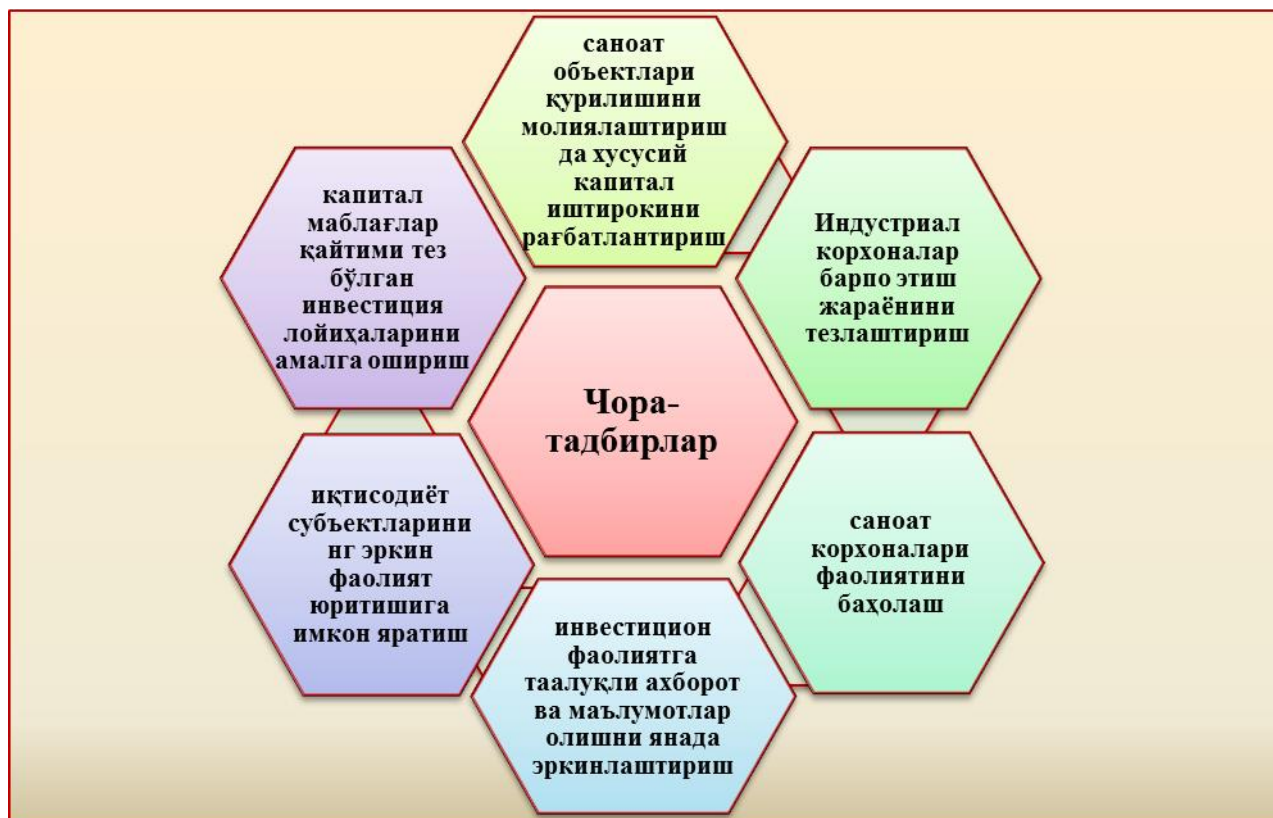 саноат
объектлари
қурилишини
молиялаштириш
да хусусий
капитал
иштирокини
рағбатлантириш
Индустриал
корхоналар
барпо этиш
жараёнини
тезлаштириш
саноат
корхоналари
фаолиятини
баҳолаш
инвестицион
фаолиятга
таалуқли ахборот
ва маълумотлар
олишни янада
эркинлаштириш
иқтисодиёт
субъектларини
нг эркин
фаолият
юритишига
имкон яратиш
капитал
маблағлар
қайтими тез
бўлган
инвестиция
лойиҳаларини
амалга ошириш
Чора-
тадбирлар